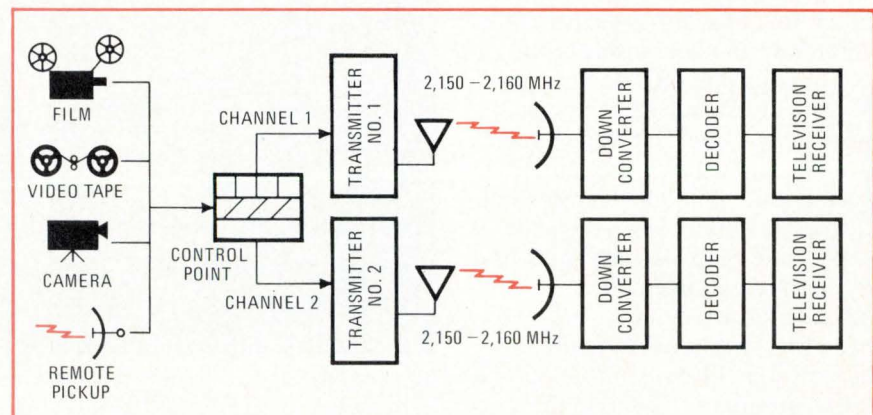 FILM
VIDEO TAPE
CAMERA
REMOTE
PICKUP
CONTROL
POINT
CHANNEL 1
CHANNEL 2
TRANSMITTER
NO. 1
2,150 – 2,160 MHz
DOWN
CONVERTER
DECODER
TELEVISION
RECEIVER
TRANSMITTER
NO. 2
2,150 – 2,160 MHz
DOWN
CONVERTER
DECODER
TELEVISION
RECEIVER